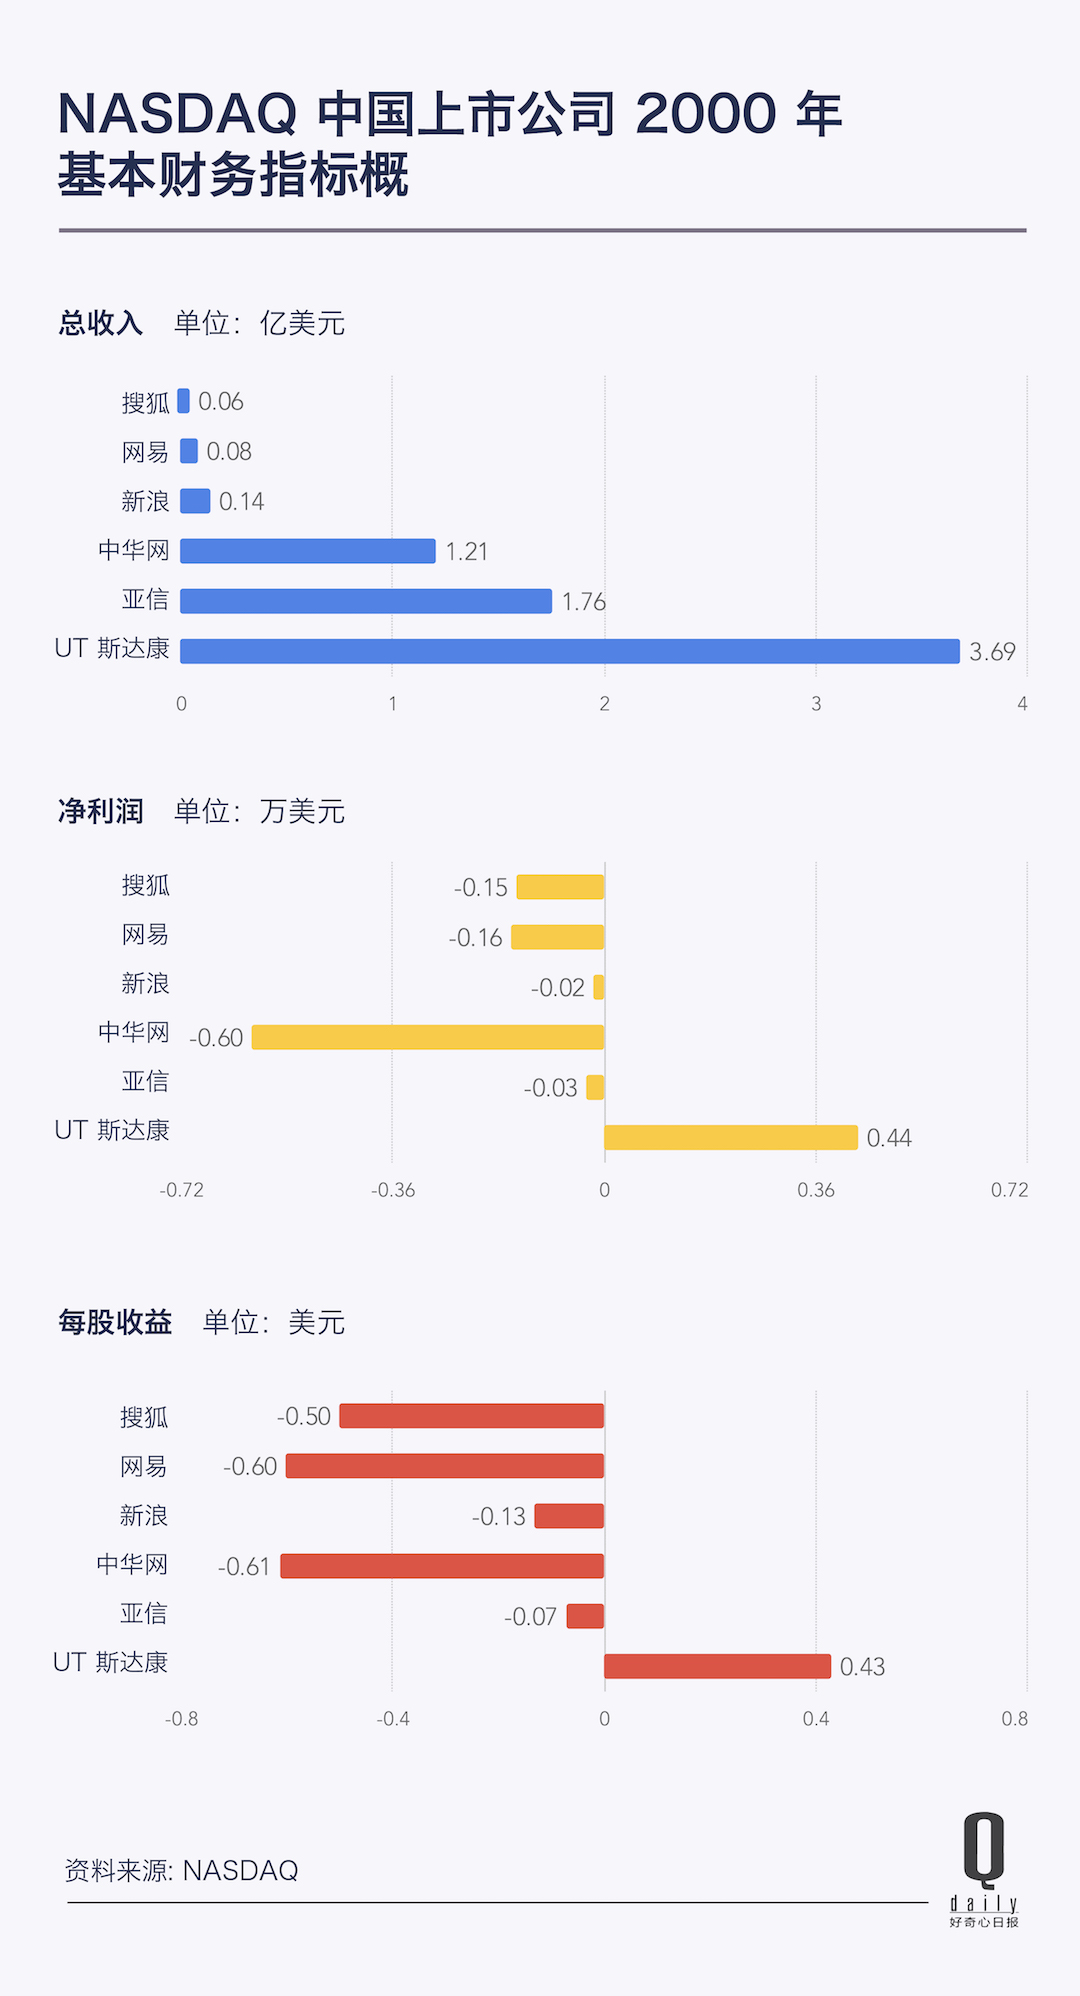 NASDAQ 中国上市公司 2000 年
基本财务指标概
总收入 单位：亿美元
搜狐 0.06
网易 0.08
新浪 0.14
中华网 1.21
亚信 1.76
UT 斯达康 3.69
0 1 2 3 4
净利润 单位：万美元
搜狐 -0.15
网易 -0.16
新浪 -0.02
中华网 -0.60
亚信 -0.03
UT 斯达康 0.44
-0.72 -0.36 0 0.36 0.72
每股收益 单位：美元
搜狐 -0.50
网易 -0.60
新浪 -0.13
中华网 -0.61
亚信 -0.07
UT 斯达康 0.43
-0.8 -0.4 0 0.4 0.8
资料来源: NASDAQ
Q
daily
好奇心日报